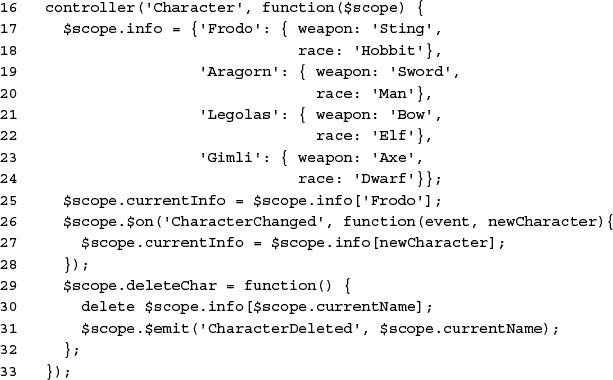 16   controller('Character', function($scope) {
17     $scope.info = {'Frodo': { weapon: 'Sting',
18                               race: 'Hobbit'},
19                    'Aragorn': { weapon: 'Sword',
20                                 race: 'Man'},
21                    'Legolas': { weapon: 'Bow',
22                                 race: 'Elf'},
23                    'Gimli': { weapon: 'Axe',
24                               race: 'Dwarf'}};
25     $scope.currentInfo = $scope.info['Frodo'];
26     $scope.$on('CharacterChanged', function(event, newCharacter){
27       $scope.currentInfo = $scope.info[newCharacter];
28     });
29     $scope.deleteChar = function() {
30       delete $scope.info[$scope.currentName];
31       $scope.$emit('CharacterDeleted', $scope.currentName);
32     };
33   });